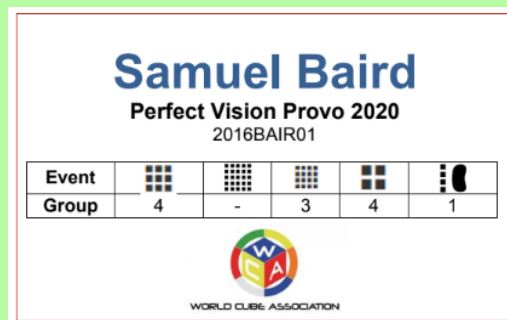 Samuel Baird
Perfect Vision Provo 2020
2016BAIR01
Event
Group 4 - 3 4 1
W C A
WORLD CUBE ASSOCIATION